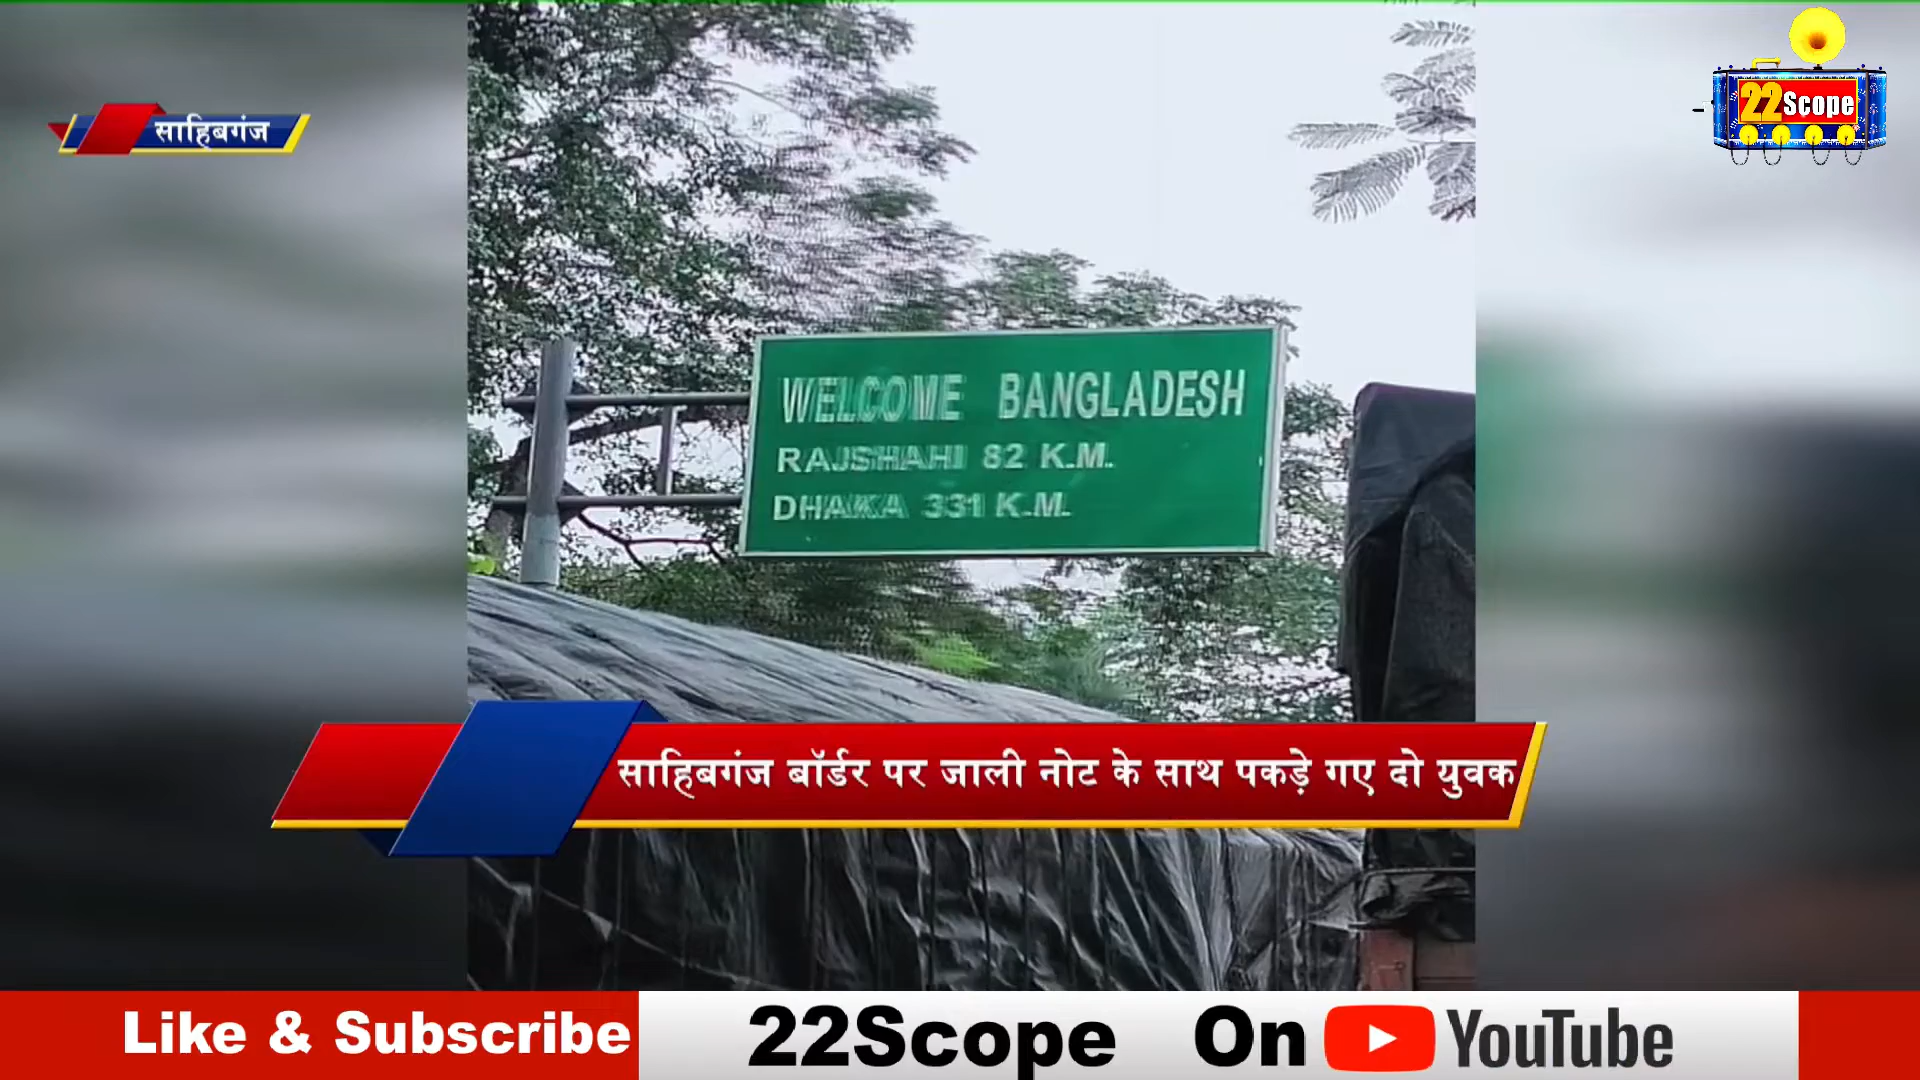 साहिबगंज
22Scope
WELCOME BANGLADESH
RAJSHAHI 82 K.M.
DHAKA 331 K.M.
साहिबगंज बॉर्डर पर जाली नोट के साथ पकड़े गए दो युवक
Like & Subscribe 22Scope On YouTube